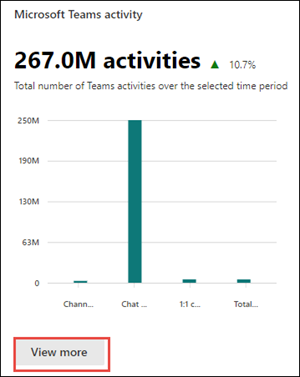 Microsoft Teams activity
267.0M activities ▲ 10.7%
Total number of Teams activities over the selected time period
250M
190M
130M
63M
0
Chann... Chat ... 1:1 c... Total...
View more